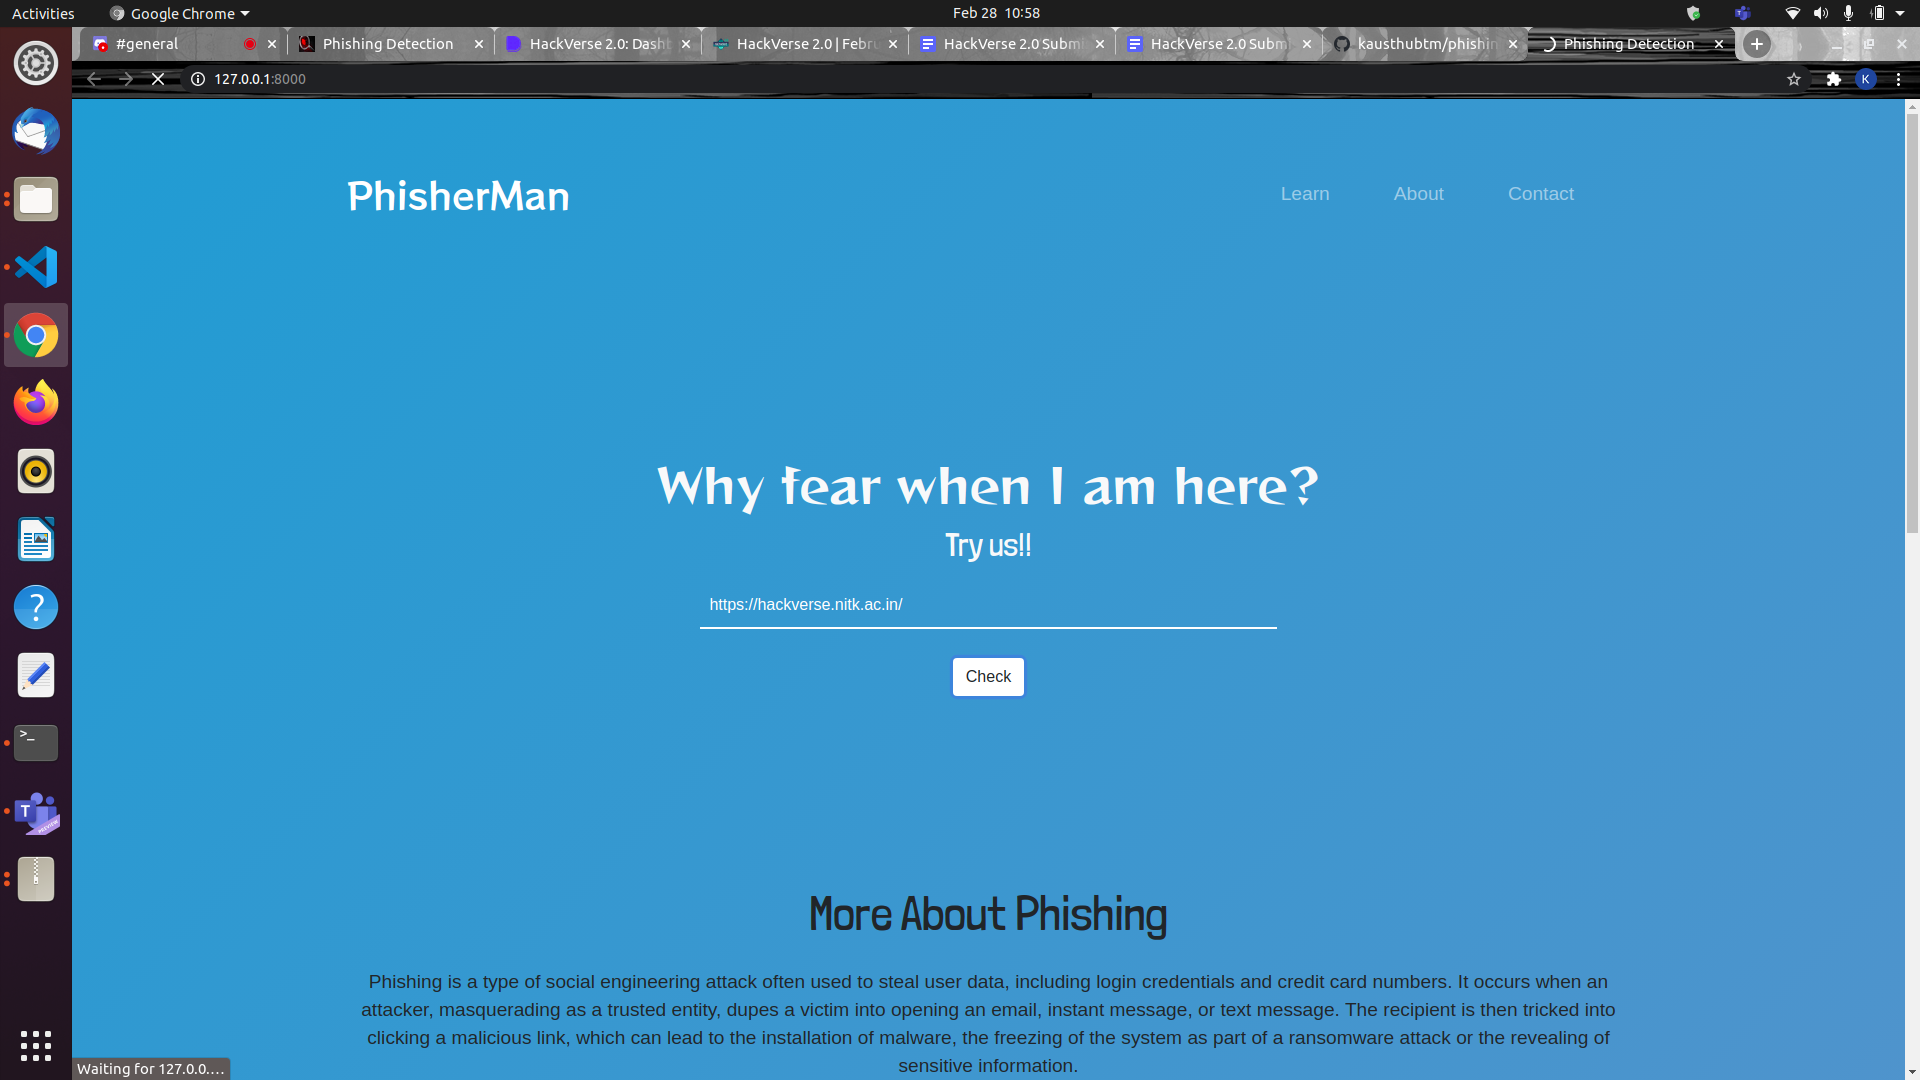 Activities
Google Chrome
Feb 28 10:58
#general
Phishing Detection
HackVerse 2.0: Dash
HackVerse 2.0 | Febru
HackVerse 2.0 Submi
HackVerse 2.0 Subm
kausthubtm/phishin
Phishing Detection
127.0.0.1:8000
K
PhisherMan
Learn
About
Contact
Why fear when I am here?
Try us!!
https://hackverse.nitk.ac.in/
Check
More About Phishing
Phishing is a type of social engineering attack often used to steal user data, including login credentials and credit card numbers. It occurs when an
attacker, masquerading as a trusted entity, dupes a victim into opening an email, instant message, or text message. The recipient is then tricked into
clicking a malicious link, which can lead to the installation of malware, the freezing of the system as part of a ransomware attack or the revealing of
sensitive information.
Waiting for 127.0.0....